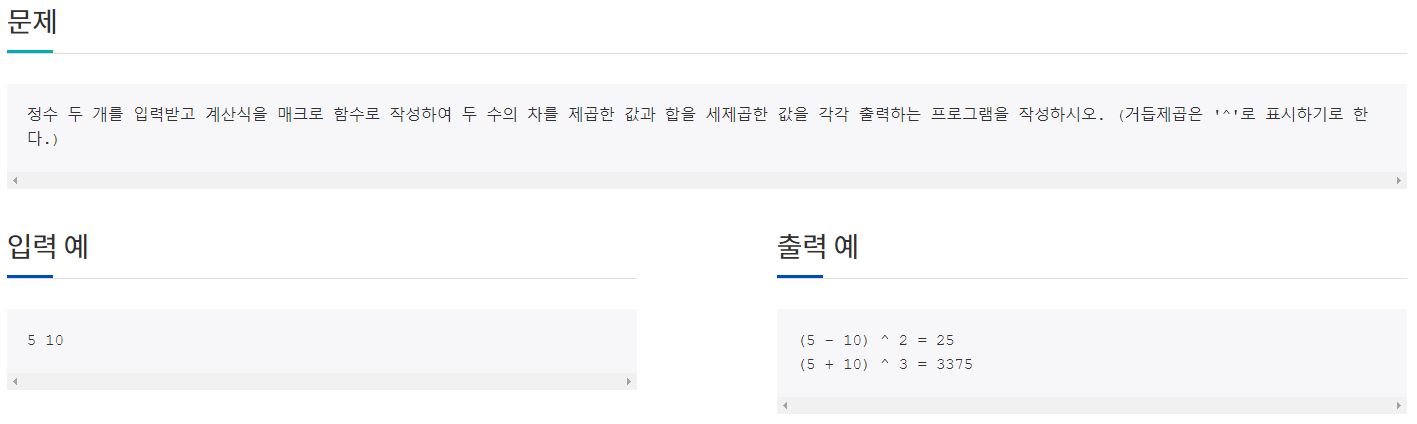 문제
정수 두 개를 입력받고 계산식을 매크로 함수로 작성하여 두 수의 차를 제곱한 값과 합을 세제곱한 값을 각각 출력하는 프로그램을 작성하시오. (거듭제곱은 '^'로 표시하기로 한
다.)
입력 예
5 10
출력 예
(5 - 10) ^ 2 = 25
(5 + 10) ^ 3 = 3375